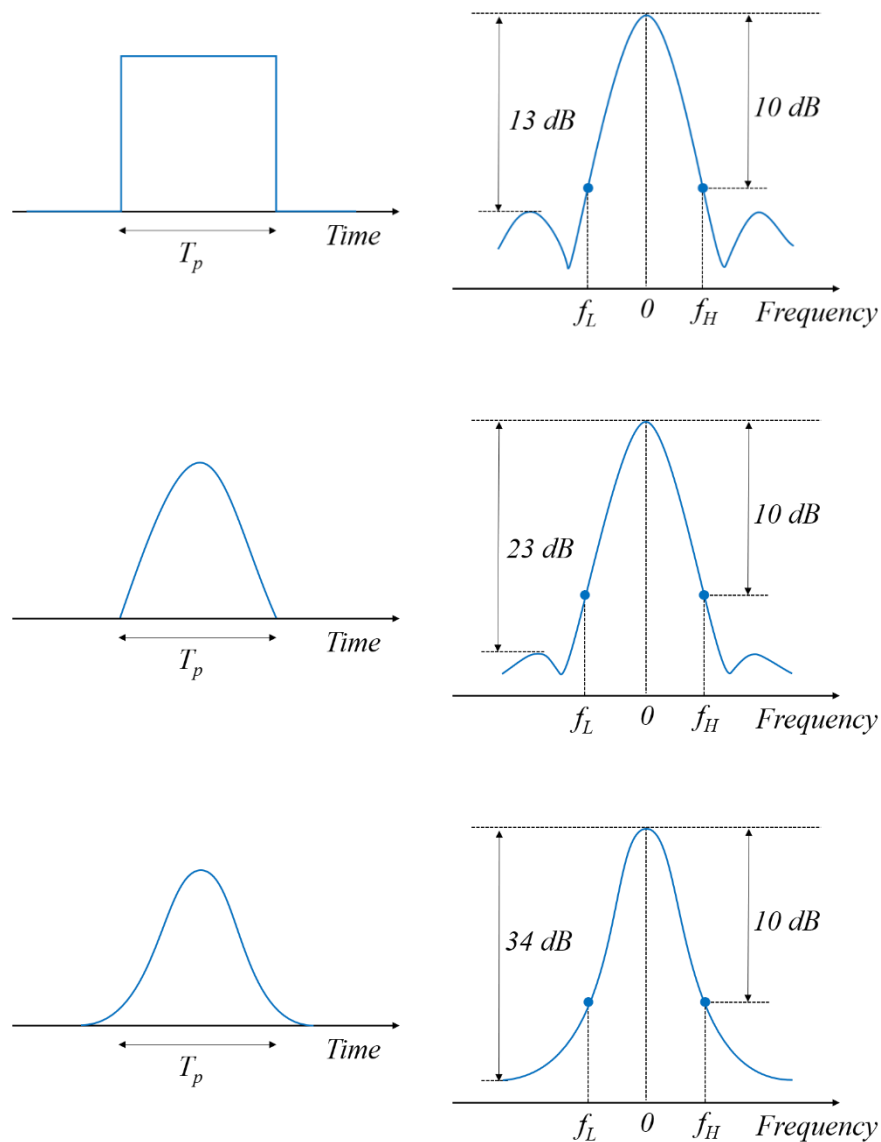 13 dB
10 dB
Time
T_p
f_L 0 f_H Frequency
23 dB
10 dB
Time
T_p
f_L 0 f_H Frequency
34 dB
10 dB
Time
T_p
f_L 0 f_H Frequency